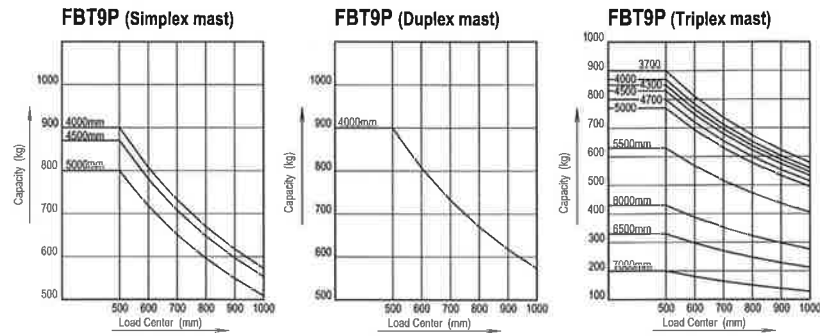 FBT9P (Simplex mast)
1000
900
800
700
600
500
4000mm
4500mm
5000mm
Capacity (kg)
500 600 700 800 900 1000
Load Center (mm)
FBT9P (Duplex mast)
1000
900
800
700
600
500
4000mm
Capacity (kg)
500 600 700 800 900 1000
Load Center (mm)
FBT9P (Triplex mast)
1000
900
800
700
600
500
400
300
200
100
3700
4000
4300
4500
4700
5000
5500mm
8000mm
6500mm
7000mm
Capacity (kg)
500 600 700 800 900 1000
Load Center (mm)